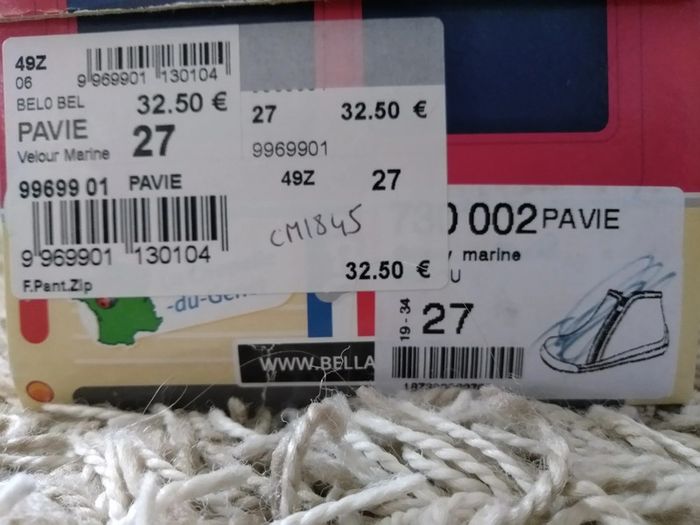 49Z
06
9 969901 130104
BELO BEL 32.50 €
PAVIE 27
Velour Marine
27 32.50 €
9969901
99699 01 PAVIE 49Z 27
9 969901 130104
CM1845
32.50 €
F.Pant.Zip
002 PAVIE
marine
U
19 - 34
27
-du-Ge
WWW.BELLA